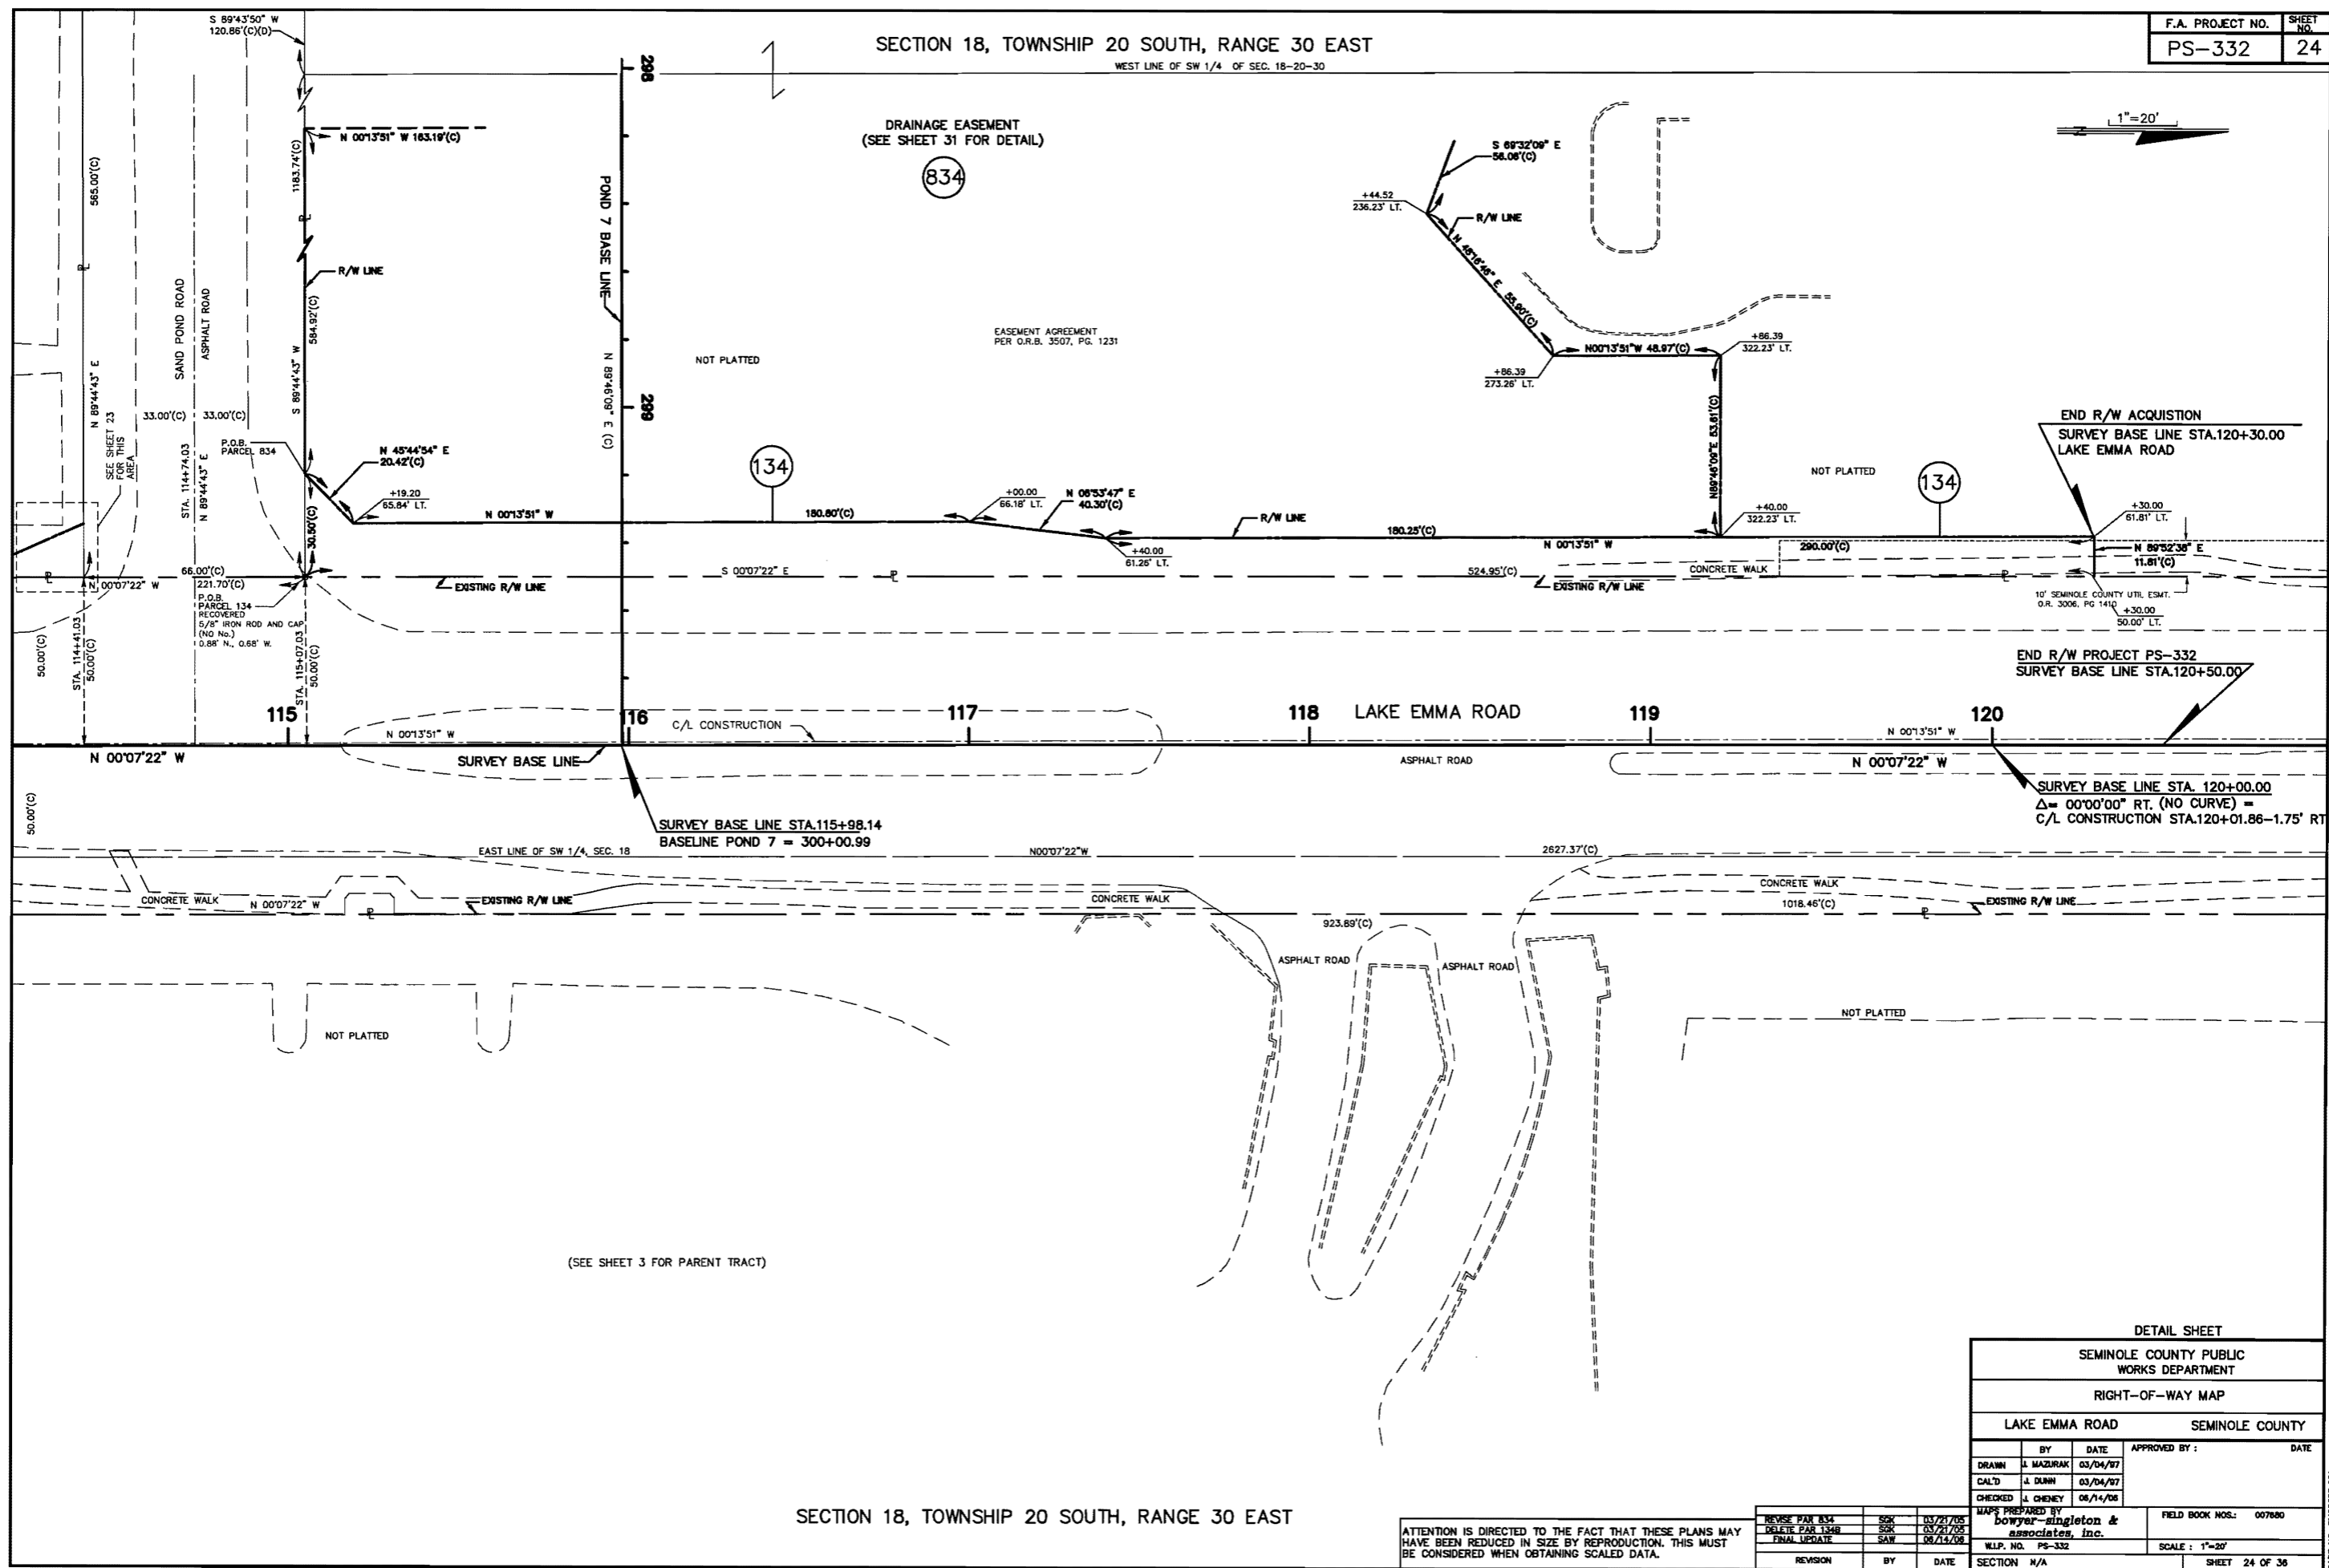 F.A. PROJECT NO.
SHEET NO.
PS-332
24
SECTION 18, TOWNSHIP 20 SOUTH, RANGE 30 EAST
WEST LINE OF SW 1/4 OF SEC. 18-20-30
S 89°43'50" W
120.86'(C)(D)
298
1"=20'
N 00°13'51" W 163.19'(C)
DRAINAGE EASEMENT
(SEE SHEET 31 FOR DETAIL)
834
1183.74'(C)
565.00'(C)
POND 7 BASE LINE
S 69°32'09" E
56.06'(C)
+44.52
236.23' LT.
R/W LINE
N 48°16'46" E 55.90'(C)
R/W LINE
SAND POND ROAD
ASPHALT ROAD
584.92'(C)
S 89°44'43" W
EASEMENT AGREEMENT
PER O.R.B. 3507, PG. 1231
NOT PLATTED
N 89°46'09" E (C)
+86.39
322.23' LT.
N00°13'51"W 48.97'(C)
+86.39
273.26' LT.
N 89°44'43" E
SEE SHEET 23
FOR THIS
AREA
33.00'(C)
33.00'(C)
STA. 114+74.03
N 89°44'43" E
299
N89°46'09"E 53.61'(C)
END R/W ACQUISTION
SURVEY BASE LINE STA.120+30.00
LAKE EMMA ROAD
P.O.B.
PARCEL 834
N 45°44'54" E
20.42'(C)
134
NOT PLATTED
134
+19.20
65.84' LT.
+00.00
66.18' LT.
N 06°53'47" E
40.30'(C)
N 00°13'51" W
180.80'(C)
R/W LINE
+40.00
322.23' LT.
+30.00
61.81' LT.
30.50'(C)
180.25'(C)
N 00°13'51" W
290.00'(C)
N 89°52'38" E
11.81'(C)
+40.00
61.26' LT.
CONCRETE WALK
66.00'(C)
S 00°07'22" E
524.95'(C)
N 00°07'22" W
221.70'(C)
EXISTING R/W LINE
EXISTING R/W LINE
P.O.B.
PARCEL 134
RECOVERED
5/8" IRON ROD AND CAP
(NO No.)
0.88' N., 0.68' W.
10' SEMINOLE COUNTY UTIL ESMT.
O.R. 3006, PG 1410
+30.00
50.00' LT.
50.00'(C)
STA. 114+41.03
50.00'(C)
STA. 115+07.03
50.00'(C)
END R/W PROJECT PS-332
SURVEY BASE LINE STA.120+50.00
115
116
117
118
LAKE EMMA ROAD
119
120
C/L CONSTRUCTION
N 00°13'51" W
N 00°13'51" W
N 00°07'22" W
SURVEY BASE LINE
ASPHALT ROAD
N 00°07'22" W
SURVEY BASE LINE STA. 120+00.00
Δ= 00°00'00" RT. (NO CURVE) =
C/L CONSTRUCTION STA.120+01.86-1.75' RT
50.00'(C)
SURVEY BASE LINE STA.115+98.14
BASELINE POND 7 = 300+00.99
EAST LINE OF SW 1/4, SEC. 18
N00°07'22"W
2627.37'(C)
CONCRETE WALK
N 00°07'22" W
EXISTING R/W LINE
CONCRETE WALK
CONCRETE WALK
1018.46'(C)
EXISTING R/W LINE
923.89'(C)
ASPHALT ROAD
ASPHALT ROAD
NOT PLATTED
NOT PLATTED
(SEE SHEET 3 FOR PARENT TRACT)
SECTION 18, TOWNSHIP 20 SOUTH, RANGE 30 EAST
ATTENTION IS DIRECTED TO THE FACT THAT THESE PLANS MAY
HAVE BEEN REDUCED IN SIZE BY REPRODUCTION. THIS MUST
BE CONSIDERED WHEN OBTAINING SCALED DATA.
REVISE PAR 834 SGK 03/21/05
DELETE PAR 134B SGK 03/21/05
FINAL UPDATE SAW 06/14/06
REVISION BY DATE
DETAIL SHEET
SEMINOLE COUNTY PUBLIC
WORKS DEPARTMENT
RIGHT-OF-WAY MAP
LAKE EMMA ROAD SEMINOLE COUNTY
BY DATE APPROVED BY : DATE
DRAWN J. MAZURAK 03/04/97
CAL'D J. DUNN 03/04/97
CHECKED J. CHENEY 06/14/06
MAPS PREPARED BY
bowyer-singleton &
associates, inc.
FIELD BOOK NOS.: 007680
W.I.P. NO. PS-332 SCALE : 1"=20'
SECTION N/A SHEET 24 OF 36